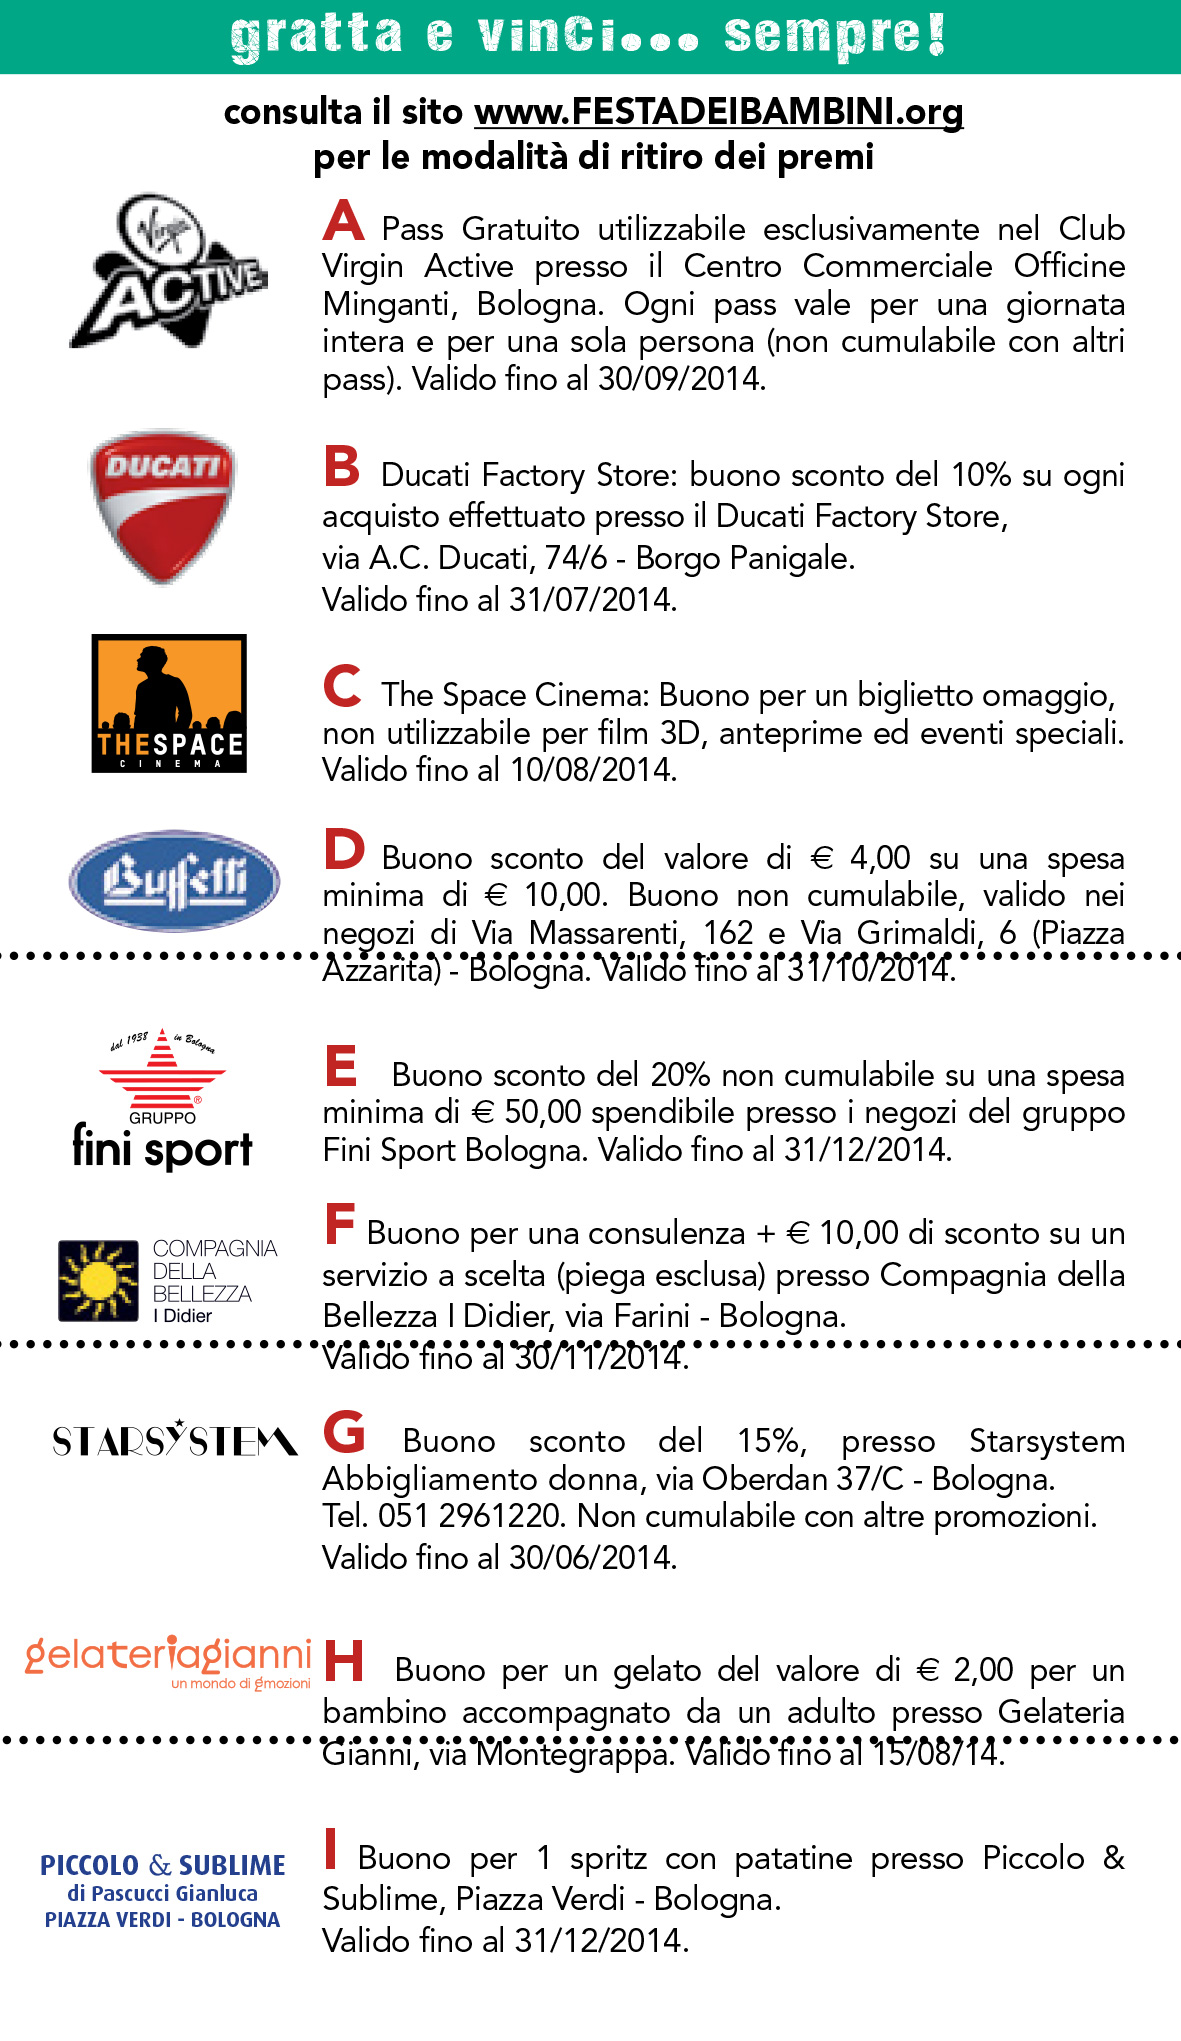 gratta e vinci... sempre!
consulta il sito www.FESTADEIBAMBINI.org
per le modalità di ritiro dei premi
Virgin
ACTIVE
A Pass Gratuito utilizzabile esclusivamente nel Club
Virgin Active presso il Centro Commerciale Officine
Minganti, Bologna. Ogni pass vale per una giornata
intera e per una sola persona (non cumulabile con altri
pass). Valido fino al 30/09/2014.
DUCATI
B Ducati Factory Store: buono sconto del 10% su ogni
acquisto effettuato presso il Ducati Factory Store,
via A.C. Ducati, 74/6 - Borgo Panigale.
Valido fino al 31/07/2014.
THESPACE
CINEMA
C The Space Cinema: Buono per un biglietto omaggio,
non utilizzabile per film 3D, anteprime ed eventi speciali.
Valido fino al 10/08/2014.
Buffetti
D Buono sconto del valore di € 4,00 su una spesa
minima di € 10,00. Buono non cumulabile, valido nei
negozi di Via Massarenti, 162 e Via Grimaldi, 6 (Piazza
Azzarita) - Bologna. Valido fino al 31/10/2014.
dal 1938 in Bologna
®
GRUPPO
fini sport
E Buono sconto del 20% non cumulabile su una spesa
minima di € 50,00 spendibile presso i negozi del gruppo
Fini Sport Bologna. Valido fino al 31/12/2014.
COMPAGNIA
DELLA
BELLEZZA
I Didier
F Buono per una consulenza + € 10,00 di sconto su un
servizio a scelta (piega esclusa) presso Compagnia della
Bellezza I Didier, via Farini - Bologna.
Valido fino al 30/11/2014.
STARSYSTEM
G Buono sconto del 15%, presso Starsystem
Abbigliamento donna, via Oberdan 37/C - Bologna.
Tel. 051 2961220. Non cumulabile con altre promozioni.
Valido fino al 30/06/2014.
gelateriagianni
un mondo di emozioni
H Buono per un gelato del valore di € 2,00 per un
bambino accompagnato da un adulto presso Gelateria
Gianni, via Montegrappa. Valido fino al 15/08/14.
PICCOLO & SUBLIME
di Pascucci Gianluca
PIAZZA VERDI - BOLOGNA
I Buono per 1 spritz con patatine presso Piccolo &
Sublime, Piazza Verdi - Bologna.
Valido fino al 31/12/2014.